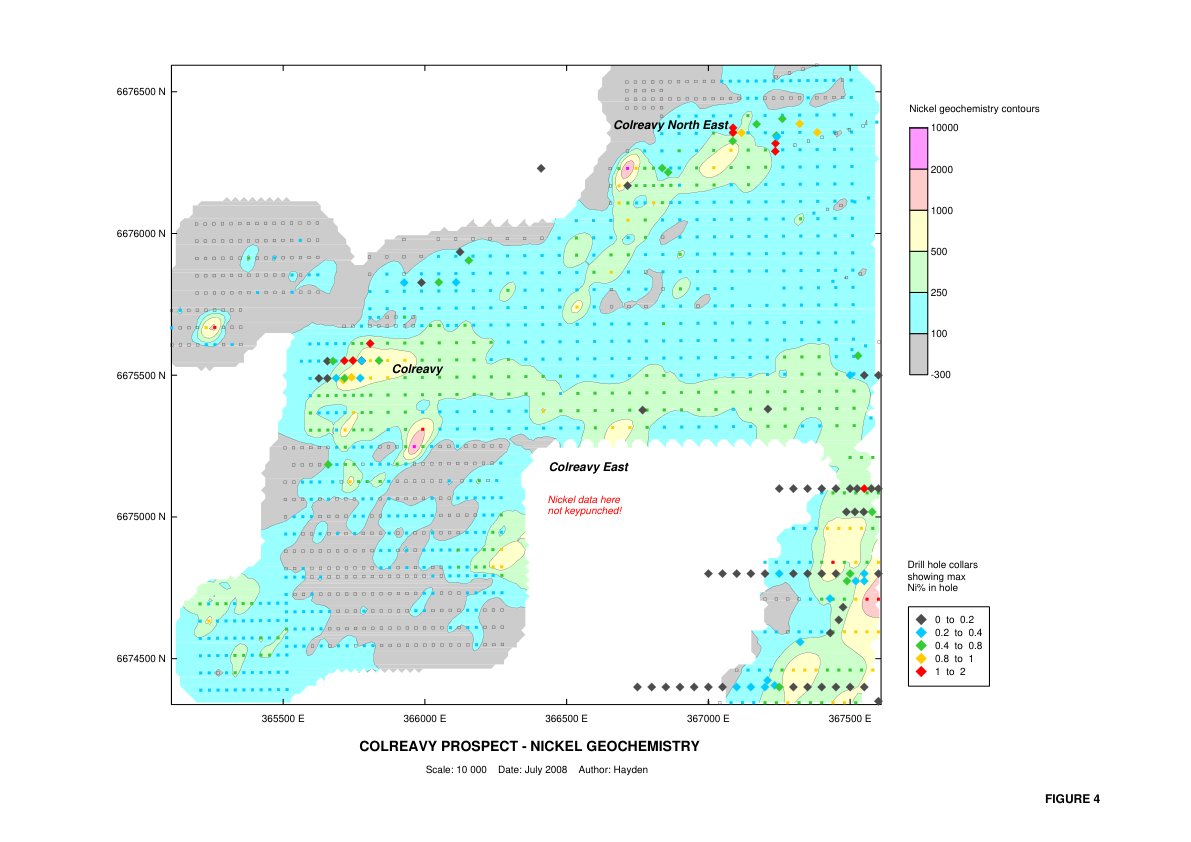 6676500 N
6676000 N
6675500 N
6675000 N
6674500 N
365500 E
366000 E
366500 E
367000 E
367500 E
Colreavy North East
Colreavy
Colreavy East
Nickel data here
not keypunched!
Nickel geochemistry contours
10000
2000
1000
500
250
100
-300
Drill hole collars
showing max
Ni% in hole
0 to 0.2
0.2 to 0.4
0.4 to 0.8
0.8 to 1
1 to 2
COLREAVY PROSPECT - NICKEL GEOCHEMISTRY
Scale: 10 000 Date: July 2008 Author: Hayden
FIGURE 4